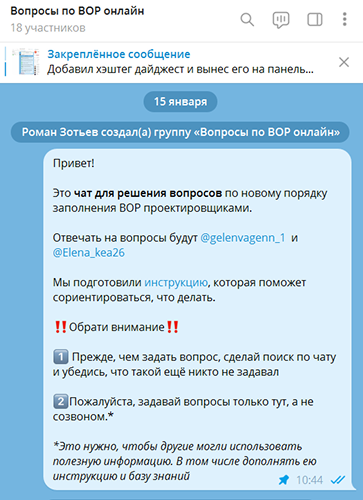 Вопросы по ВОР онлайн
18 участников
Закреплённое сообщение
Добавил хэштег дайджест и вынес его на панель...
15 января
Роман Зотьев создал(а) группу «Вопросы по ВОР онлайн»
Привет!
Это чат для решения вопросов по новому порядку
заполнения ВОР проектировщиками.
Отвечать на вопросы будут @gelenvagenn_1 и
@Elena_kea26
Мы подготовили инструкцию, которая поможет
сориентироваться, что делать.
‼️Обрати внимание‼️
1️⃣ Прежде, чем задать вопрос, сделай поиск по чату
и убедись, что такой ещё никто не задавал
2️⃣Пожалуйста, задавай вопросы только тут, а не
созвоном.*
*Это нужно, чтобы другие могли использовать
полезную информацию. В том числе дополнять ею
инструкцию и базу знаний
10:44